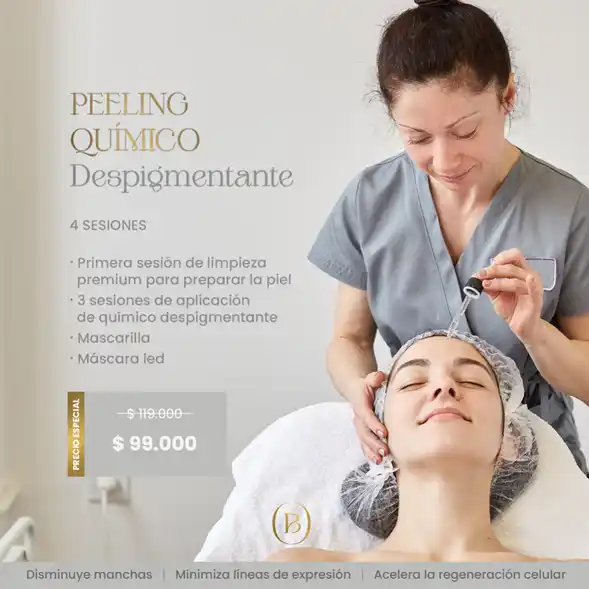 PEELING
QUÍMICO
Despigmentante
4 SESIONES
· Primera sesión de limpieza
premium para preparar la piel
· 3 sesiones de aplicación
de químico despigmentante
· Mascarilla
· Máscara led
PRECIO ESPECIAL
$ 119.000
$ 99.000
B
Disminuye manchas | Minimiza líneas de expresión | Acelera la regeneración celular